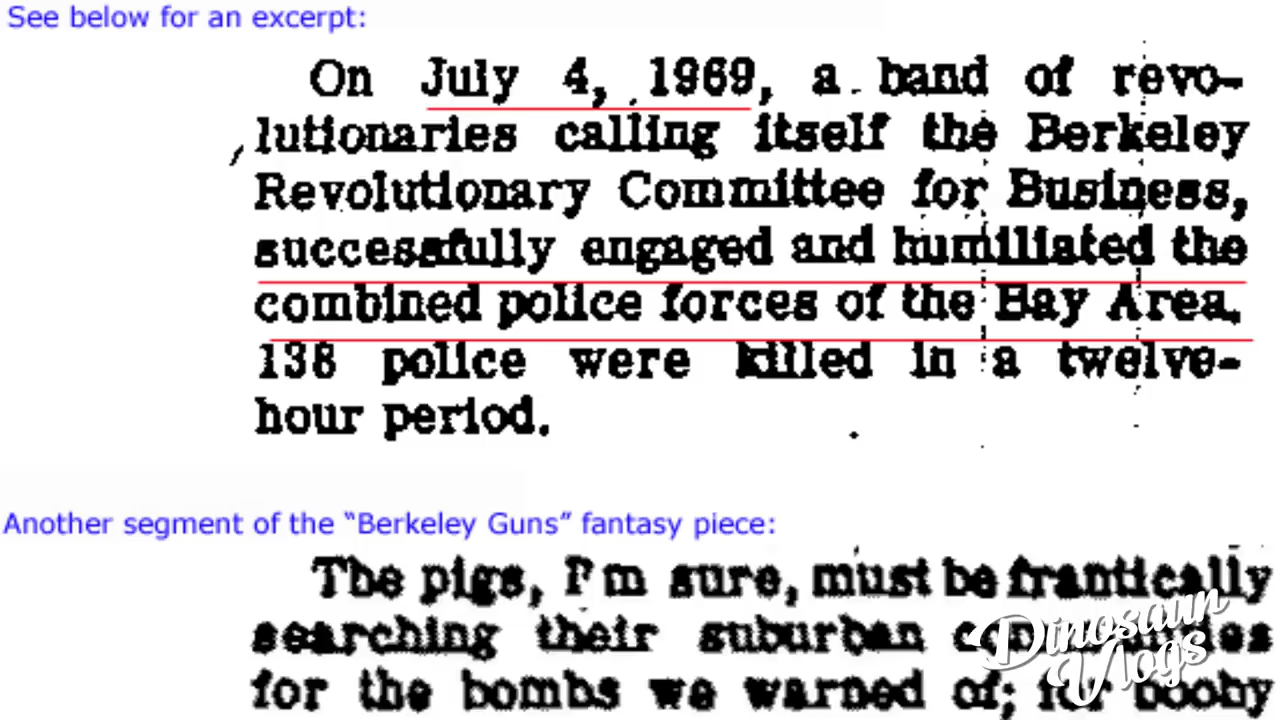 See below for an excerpt:
On July 4, 1969, a band of revo-
lutionaries calling itself the Berkeley
Revolutionary Committee for Business,
successfully engaged and humiliated the
combined police forces of the Bay Area.
138 police were killed in a twelve-
hour period.
Another segment of the “Berkeley Guns” fantasy piece:
The pigs, I'm sure, must be frantically
searching their suburban
for the bombs we warned of; for booby
Dinosaur
Vlogs